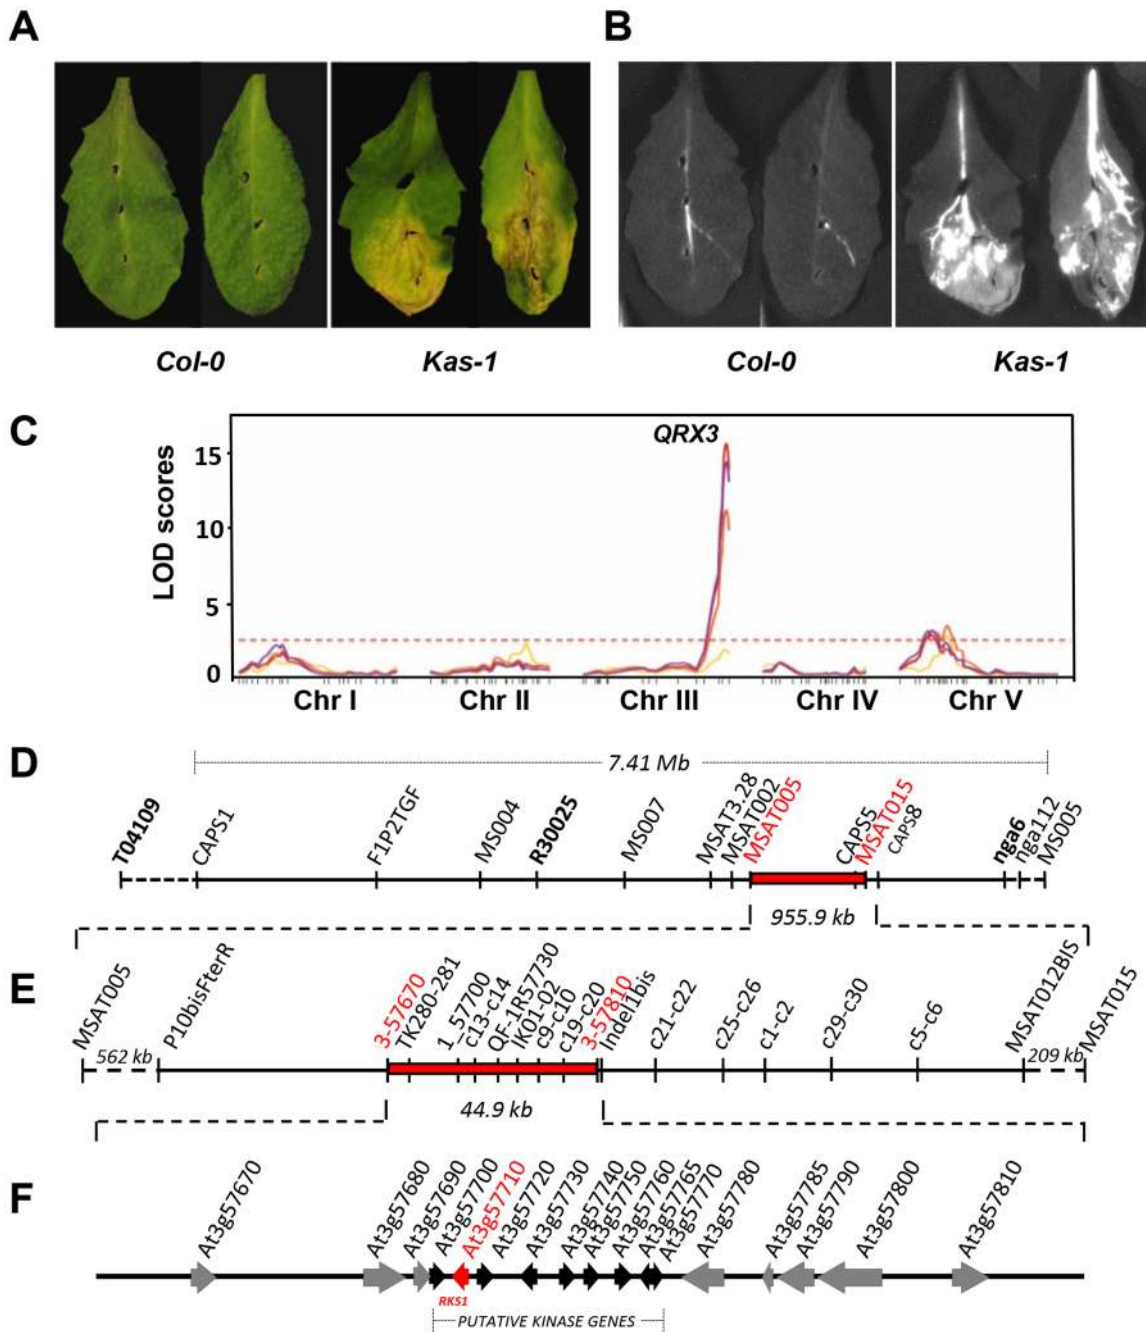 A
B
Col-0
Kas-1
Col-0
Kas-1
C
QRX3
LOD scores
15
10
5
0
Chr I
Chr II
Chr III
Chr IV
Chr V
D
7.41 Mb
T04109
CAPS1
F1P2TGF
MS004
R30025
MS007
MSAT3.28
MSAT002
MSAT005
CAPS5
MSAT015
CAPS8
nga6
nga112
MS005
955.9 kb
E
MSAT005
P10bisFterR
3-57670
TK280-281
1_57700
c13-c14
QF-1R57730
IK01-02
c9-c10
c19-c20
3-57810
Indel1bis
c21-c22
c25-c26
c1-c2
c29-c30
c5-c6
MSAT012BIS
MSAT015
562 kb
209 kb
44.9 kb
F
At3g57670
At3g57680
At3g57690
At3g57700
At3g57710
At3g57720
At3g57730
At3g57740
At3g57750
At3g57760
At3g57765
At3g57770
At3g57780
At3g57785
At3g57790
At3g57800
At3g57810
RKS1
PUTATIVE KINASE GENES